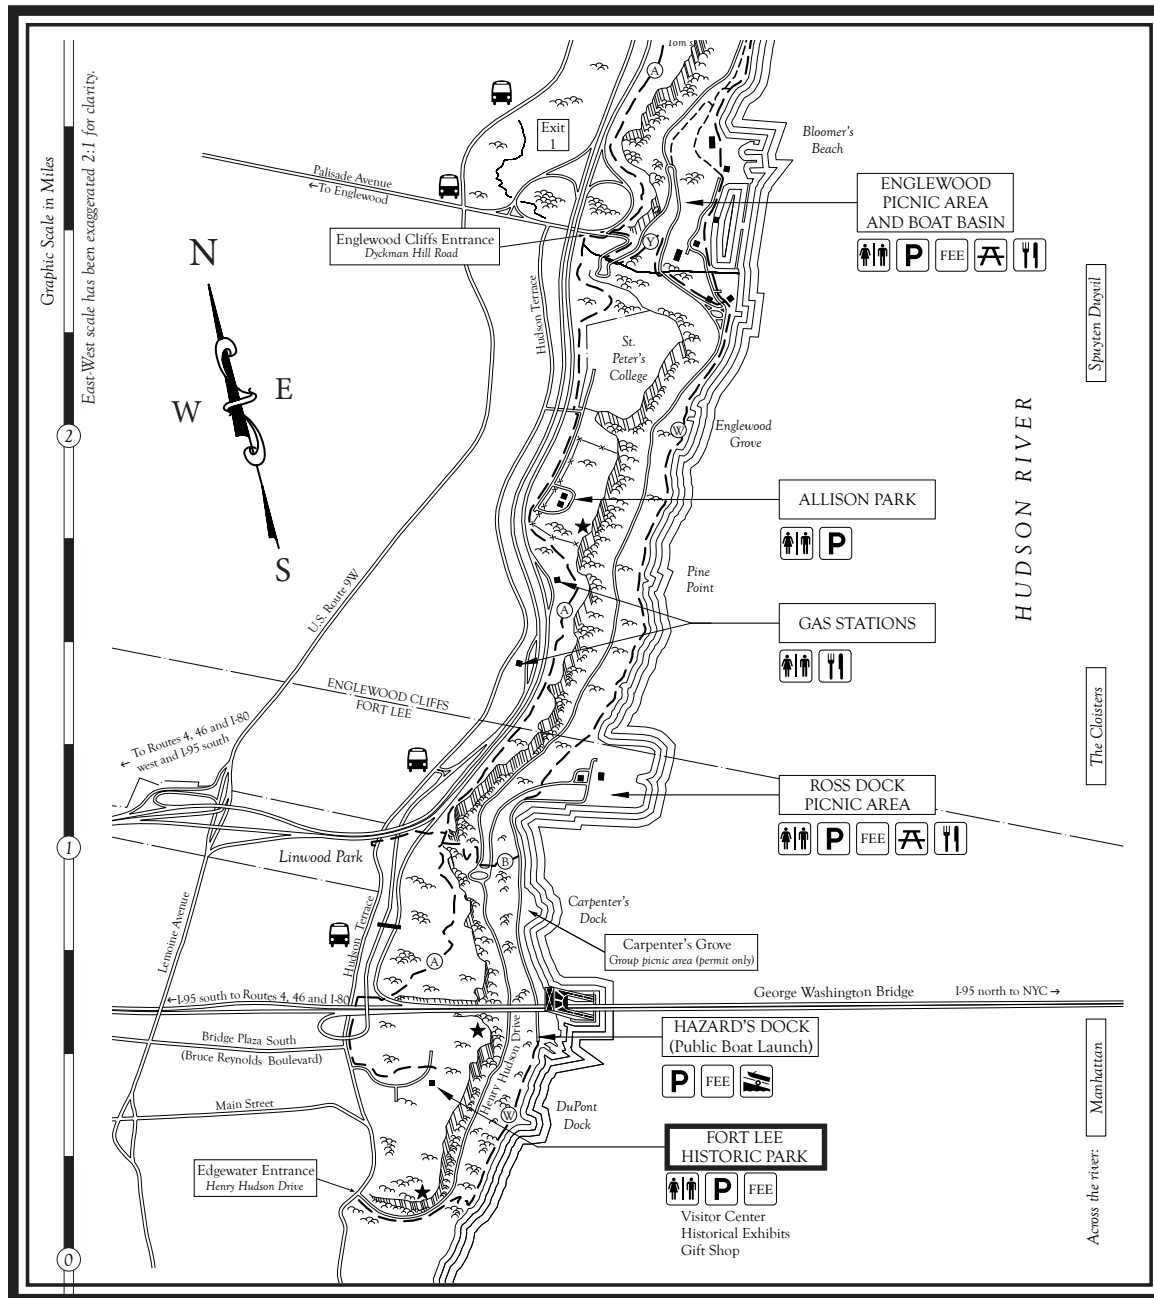 Tom's
A
Bloomer's
Beach
Exit
1
Palisade Avenue
←To Englewood
ENGLEWOOD
PICNIC AREA
AND BOAT BASIN
P
FEE
Englewood Cliffs Entrance
Dyckman Hill Road
Y
Graphic Scale in Miles
East-West scale has been exaggerated 2:1 for clarity.
N
W
E
S
Hudson Terrace
St.
Peter's
College
Spuyten Duyvil
HUDSON RIVER
2
W
Englewood
Grove
ALLISON PARK
P
U.S. Route 9W
Pine
Point
A
GAS STATIONS
ENGLEWOOD CLIFFS
FORT LEE
The Cloisters
To Routes 4, 46 and I-80
← west and I-95 south
ROSS DOCK
PICNIC AREA
P
FEE
1
Linwood Park
B
Carpenter's
Dock
Lemoine Avenue
Hudson Terrace
Carpenter's Grove
Group picnic area (permit only)
A
←I-95 south to Routes 4, 46 and I-80
George Washington Bridge
I-95 north to NYC→
Bridge Plaza South
(Bruce Reynolds Boulevard)
HAZARD'S DOCK
(Public Boat Launch)
P
FEE
Henry Hudson Drive
Main Street
W
DuPont
Dock
Manhattan
FORT LEE
HISTORIC PARK
P
FEE
Edgewater Entrance
Henry Hudson Drive
Visitor Center
Historical Exhibits
Gift Shop
Across the river:
0